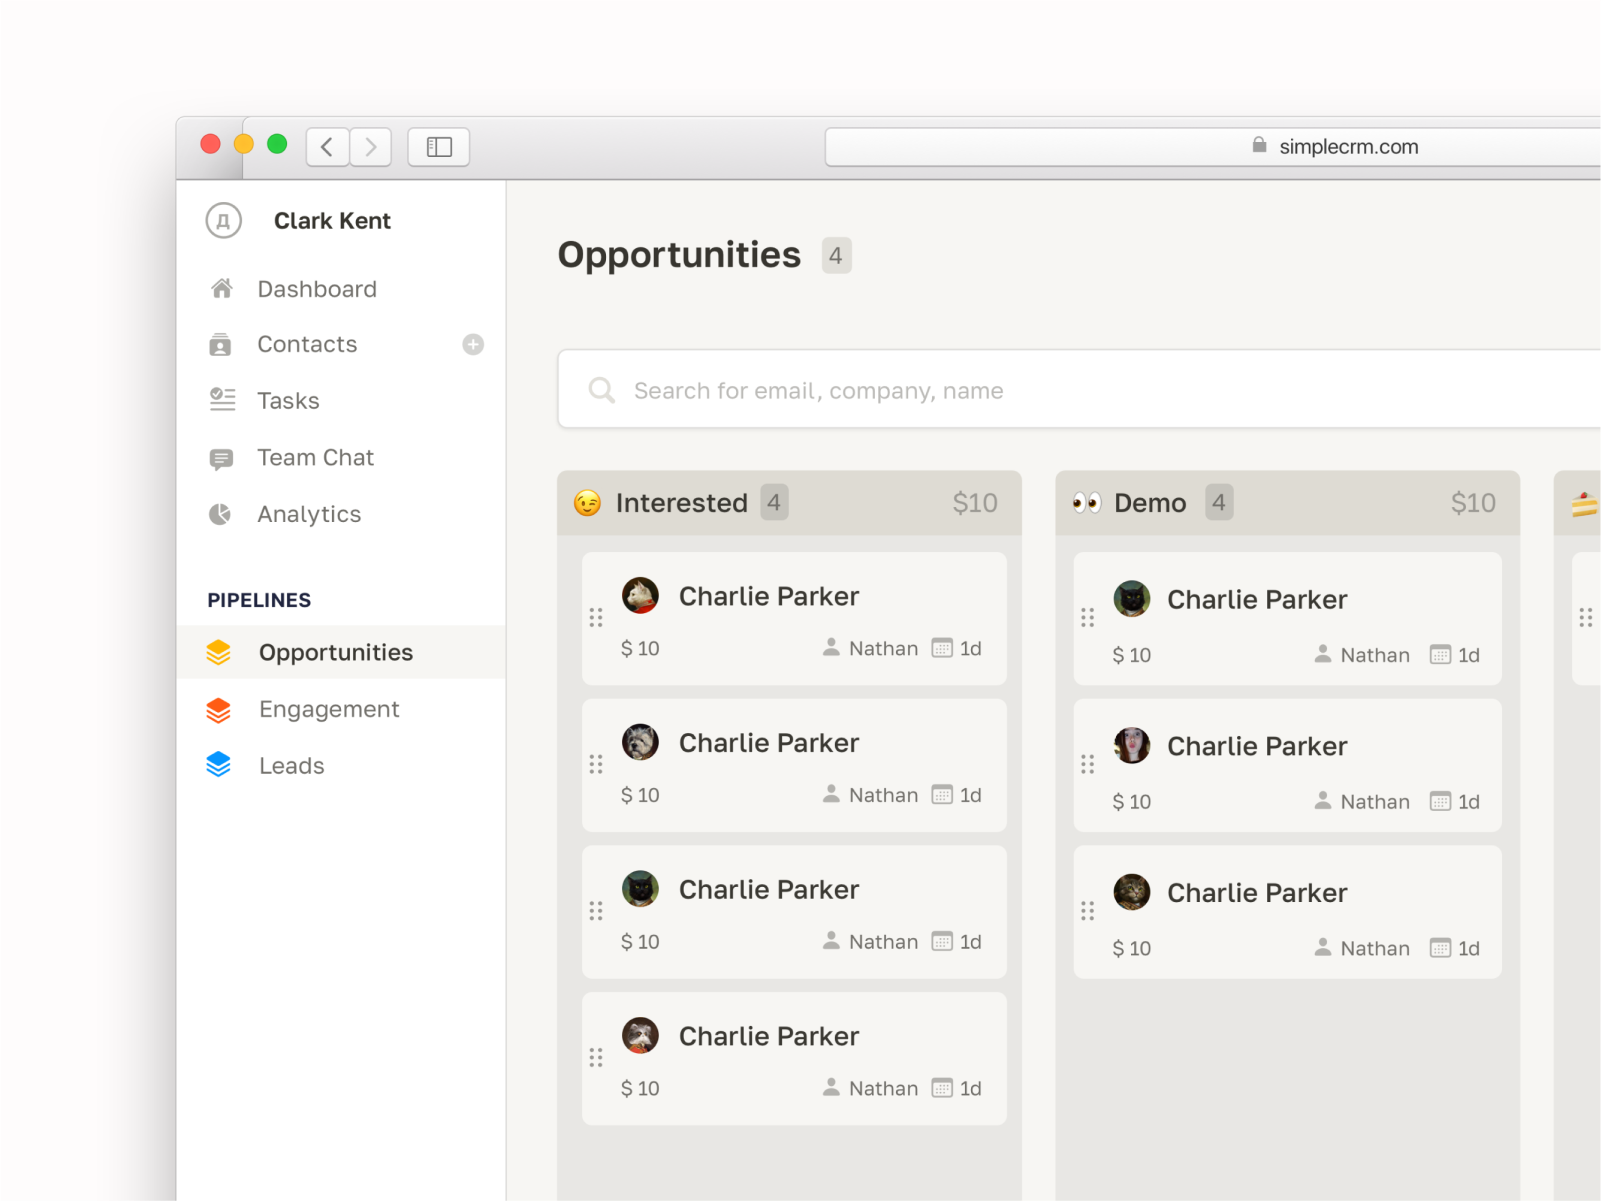 simplecrm.com
Д Clark Kent
Dashboard
Contacts
Tasks
Team Chat
Analytics
PIPELINES
Opportunities
Engagement
Leads
Opportunities 4
Search for email, company, name
Interested 4 $10
Charlie Parker
$ 10 Nathan 1d
Charlie Parker
$ 10 Nathan 1d
Charlie Parker
$ 10 Nathan 1d
Charlie Parker
$ 10 Nathan 1d
Demo 4 $10
Charlie Parker
$ 10 Nathan 1d
Charlie Parker
$ 10 Nathan 1d
Charlie Parker
$ 10 Nathan 1d